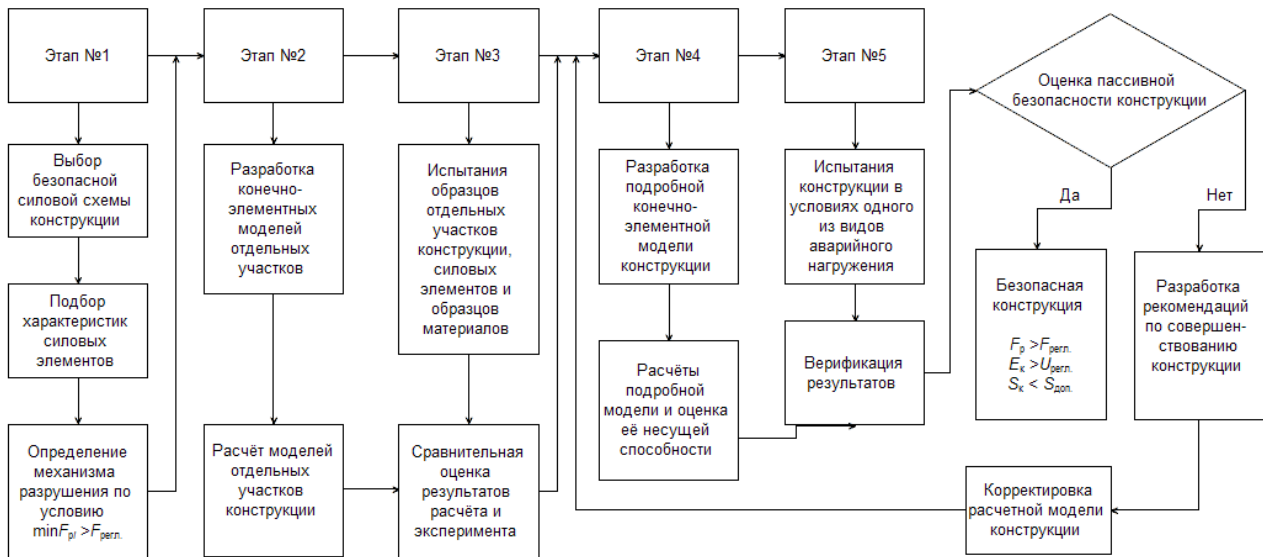 Этап №1
Этап №2
Этап №3
Этап №4
Этап №5
Оценка пассивной
безопасности конструкции
Да
Нет
Выбор
безопасной
силовой схемы
конструкции
Подбор
характеристик
силовых
элементов
Определение
механизма
разрушения по
условию
minFpi >Fрегл.
Разработка
конечно-
элементных
моделей
отдельных
участков
Расчёт моделей
отдельных
участков
конструкции
Испытания
образцов
отдельных
участков
конструкции,
силовых
элементов и
образцов
материалов
Сравнительная
оценка
результатов
расчёта и
эксперимента
Разработка
подробной
конечно-
элементной
модели
конструкции
Расчёты
подробной
модели и оценка
её несущей
способности
Испытания
конструкции в
условиях одного
из видов
аварийного
нагружения
Верификация
результатов
Безопасная
конструкция
Fр >Fрегл.
Eк >Uрегл.
Sк < Sдоп.
Разработка
рекомендаций
по совершен-
ствованию
конструкции
Корректировка
расчетной модели
конструкции